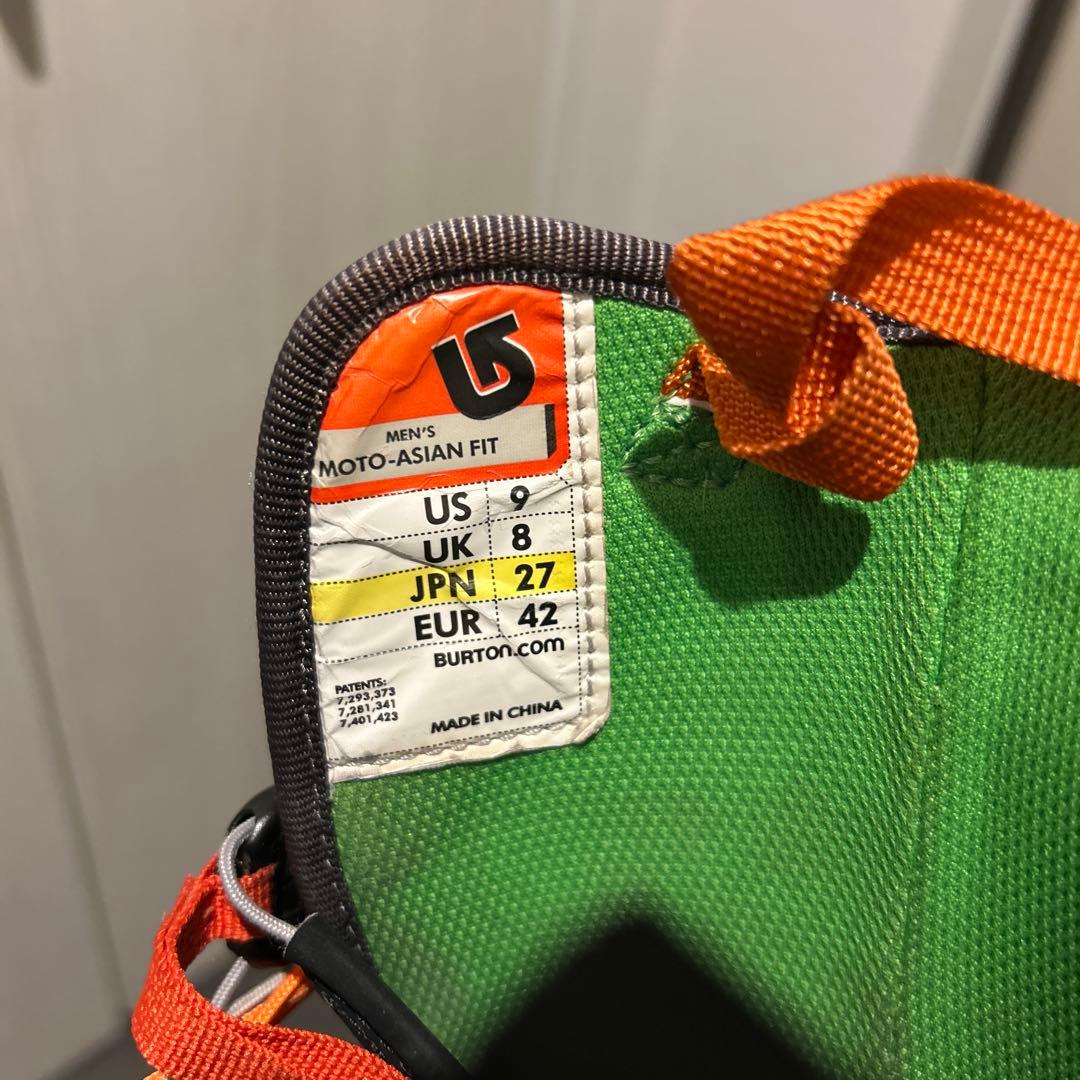 MEN'S
MOTO-ASIAN FIT
US 9
UK 8
JPN 27
EUR 42
BURTON.COM
PATENTS:
7,293,373
7,281,341
7,401,423
MADE IN CHINA